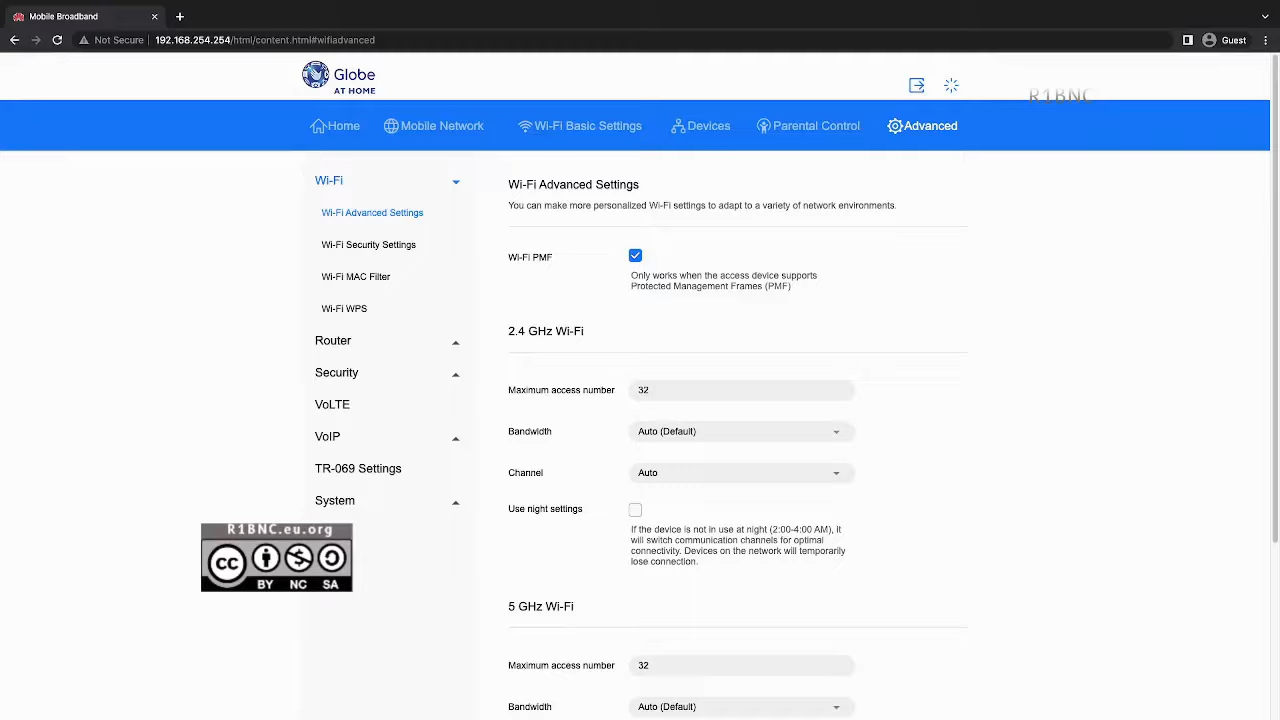 Mobile Broadband
Not Secure 192.168.254.254/html/content.html#wifiadvanced
Guest
Globe
AT HOME
R1BNC
Home Mobile Network Wi-Fi Basic Settings Devices Parental Control Advanced
Wi-Fi
Wi-Fi Advanced Settings
Wi-Fi Security Settings
Wi-Fi MAC Filter
Wi-Fi WPS
Router
Security
VoLTE
VoIP
TR-069 Settings
System
R1BNC.eu.org
cc
BY NC SA
Wi-Fi Advanced Settings
You can make more personalized Wi-Fi settings to adapt to a variety of network environments.
Wi-Fi PMF
Only works when the access device supports
Protected Management Frames (PMF)
2.4 GHz Wi-Fi
Maximum access number 32
Bandwidth Auto (Default)
Channel Auto
Use night settings
If the device is not in use at night (2:00-4:00 AM), it
will switch communication channels for optimal
connectivity. Devices on the network will temporarily
lose connection.
5 GHz Wi-Fi
Maximum access number 32
Bandwidth Auto (Default)